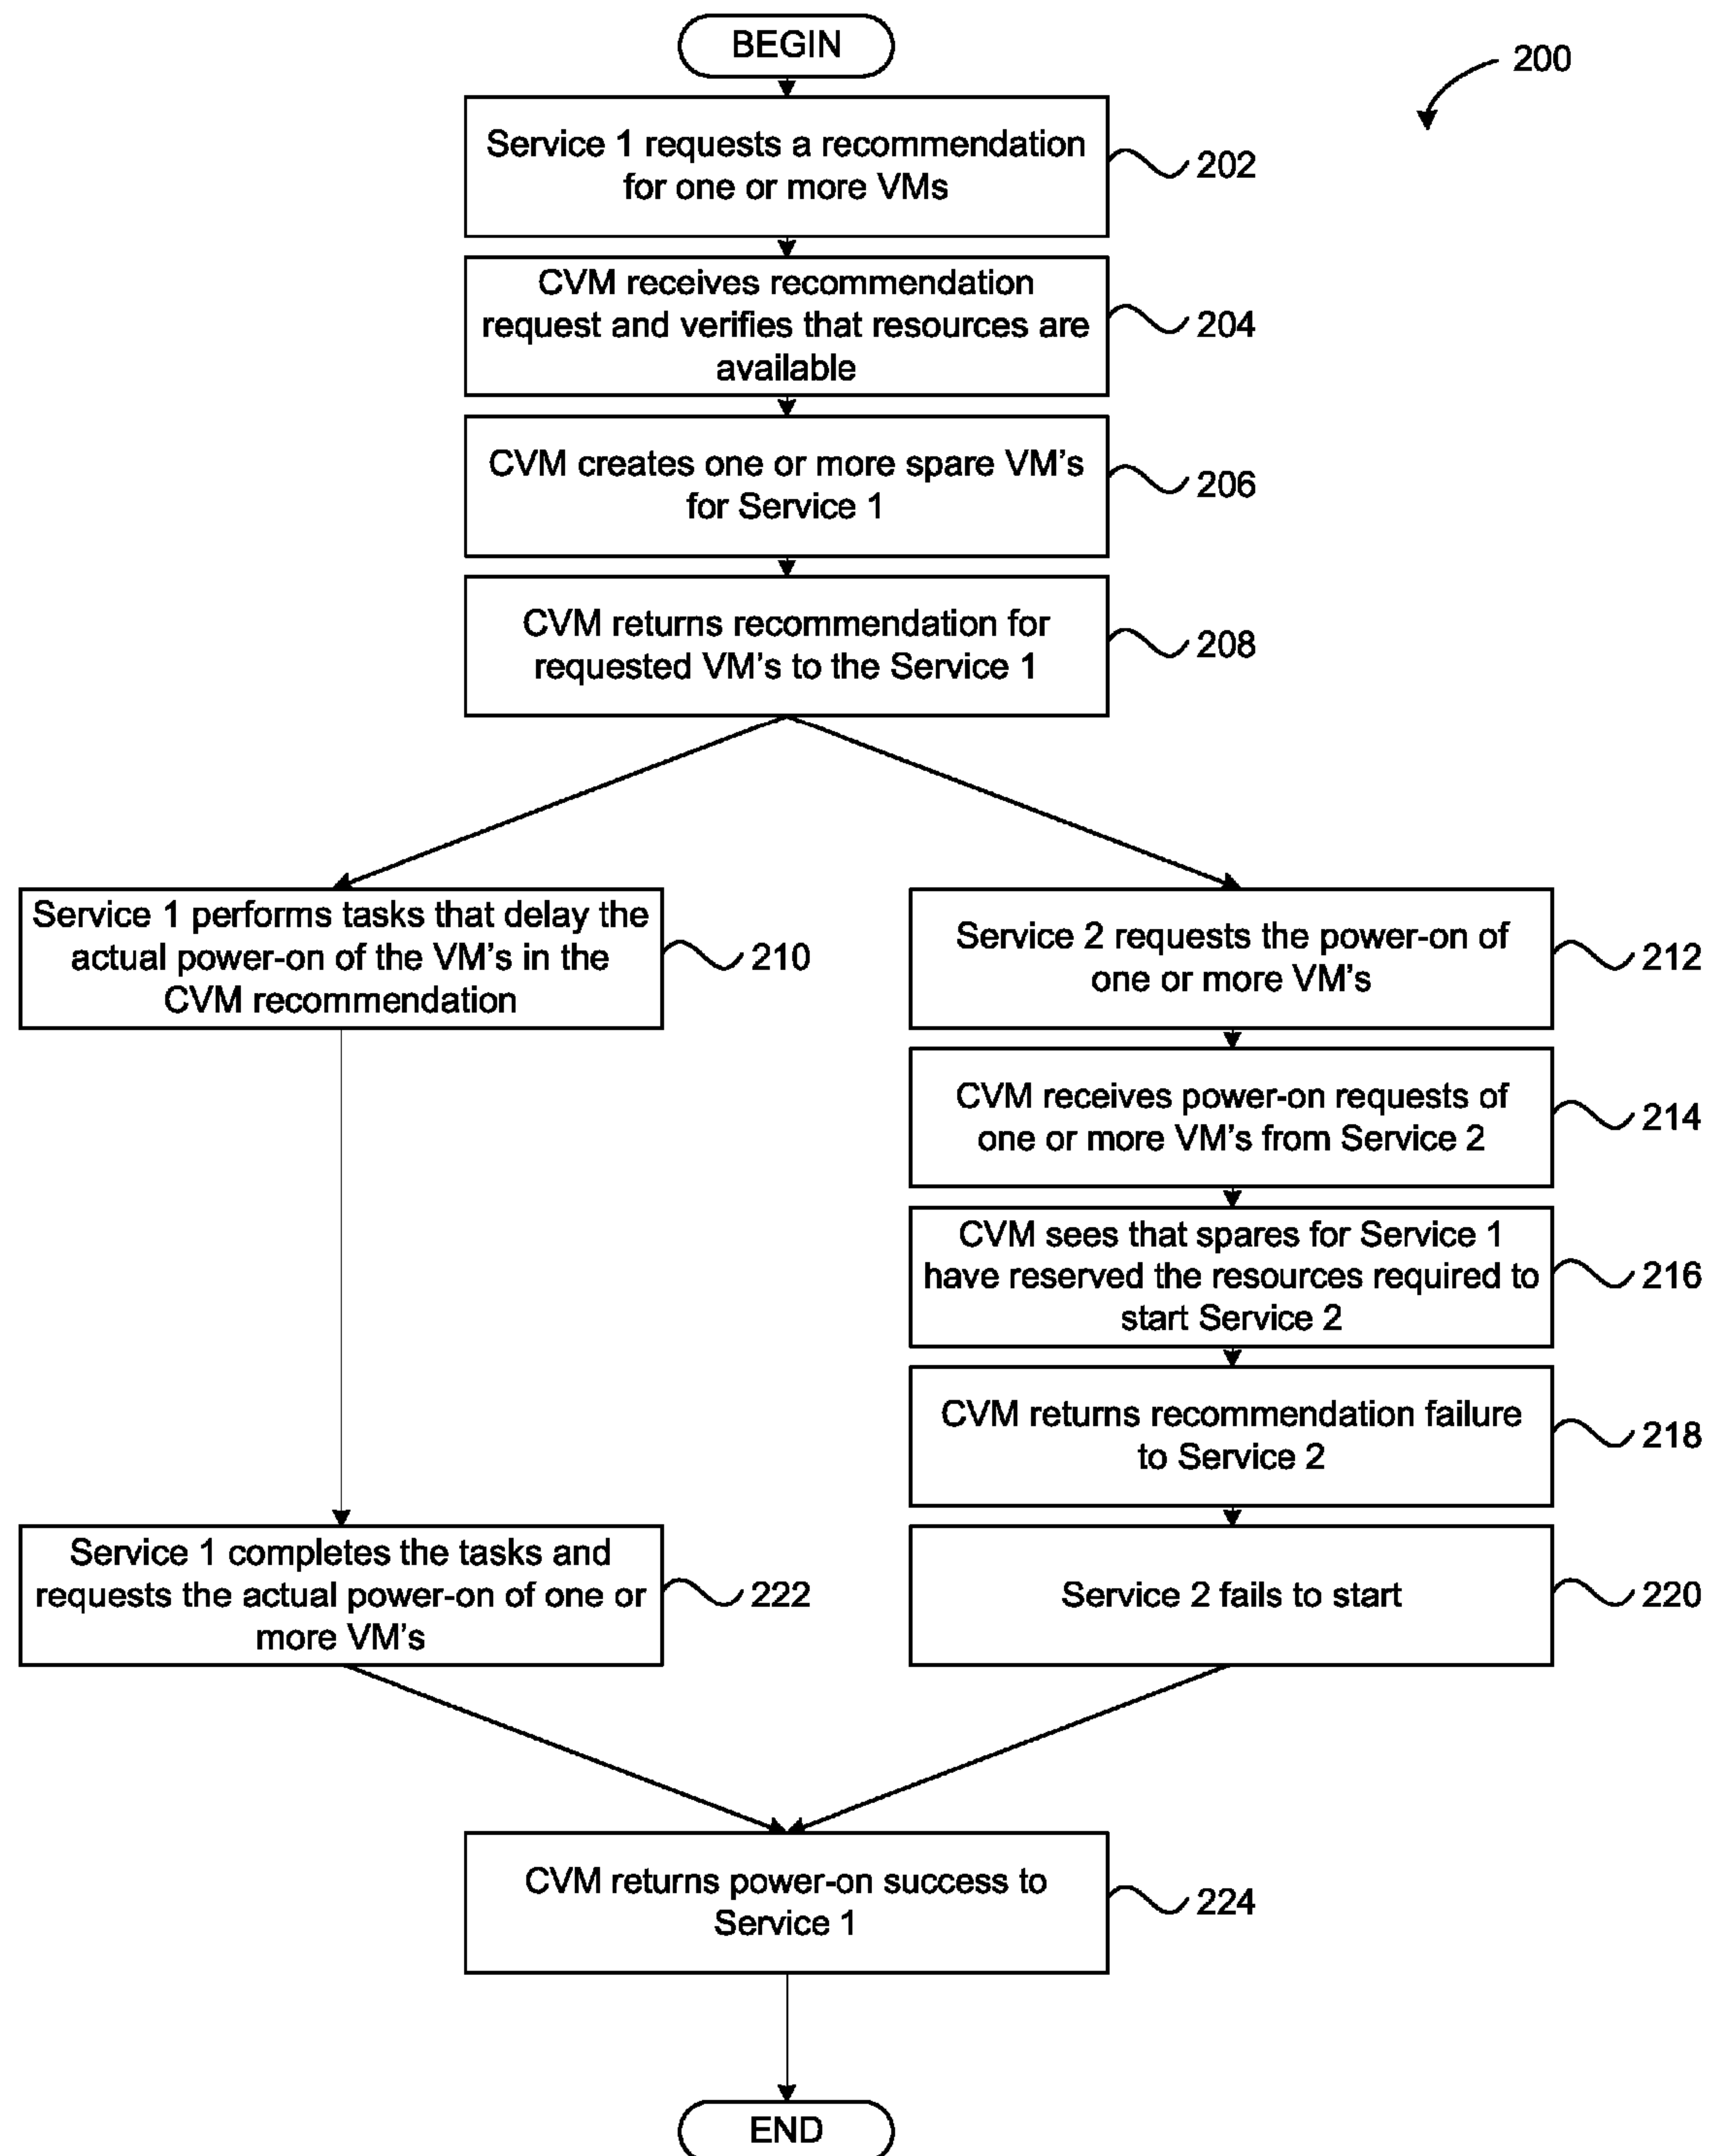 BEGIN
200
Service 1 requests a recommendation
for one or more VMs
202
CVM receives recommendation
request and verifies that resources are
available
204
CVM creates one or more spare VM's
for Service 1
206
CVM returns recommendation for
requested VM's to the Service 1
208
Service 1 performs tasks that delay the
actual power-on of the VM's in the
CVM recommendation
210
Service 2 requests the power-on of
one or more VM's
212
CVM receives power-on requests of
one or more VM's from Service 2
214
CVM sees that spares for Service 1
have reserved the resources required to
start Service 2
216
CVM returns recommendation failure
to Service 2
218
Service 1 completes the tasks and
requests the actual power-on of one or
more VM's
222
Service 2 fails to start
220
CVM returns power-on success to
Service 1
224
END